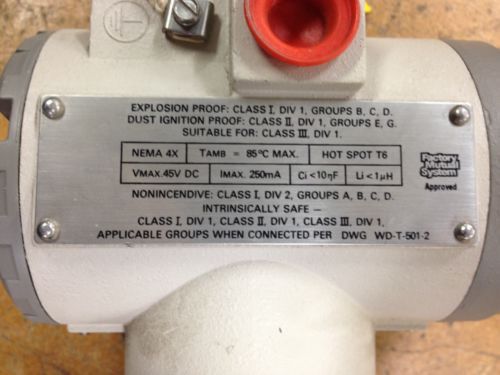 EXPLOSION PROOF: CLASS I, DIV 1, GROUPS B, C, D.
DUST IGNITION PROOF: CLASS II, DIV 1, GROUPS E, G.
SUITABLE FOR: CLASS III, DIV 1.
NEMA 4X TAMB = 85ºC MAX. HOT SPOT T6
VMAX.45V DC IMAX. 250mA Ci <10ηF Li <1μH
Factory
Mutual
System
Approved
NONINCENDIVE: CLASS I, DIV 2, GROUPS A, B, C, D.
INTRINSICALLY SAFE –
CLASS I, DIV 1, CLASS II, DIV 1, CLASS III, DIV 1,
APPLICABLE GROUPS WHEN CONNECTED PER DWG WD-T-501-2